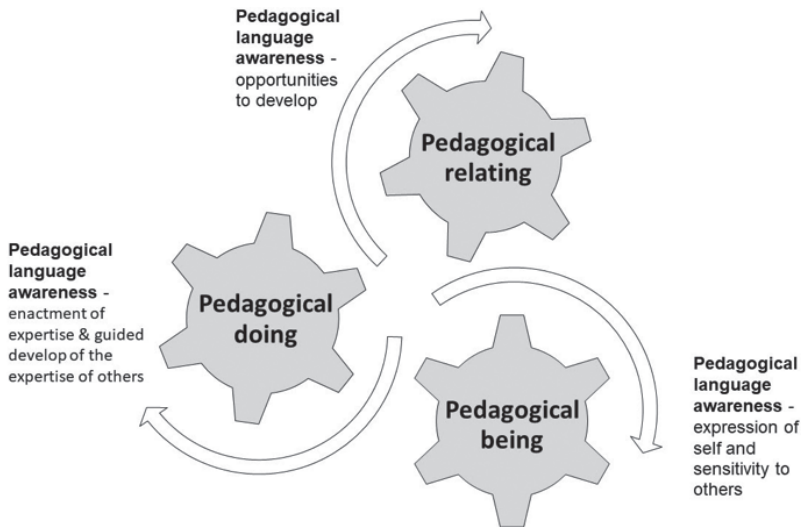 Pedagogical
language
awareness -
opportunities
to develop
Pedagogical
relating
Pedagogical
language
awareness -
enactment of
expertise & guided
develop of the
expertise of others
Pedagogical
doing
Pedagogical
being
Pedagogical
language
awareness -
expression of
self and
sensitivity to
others